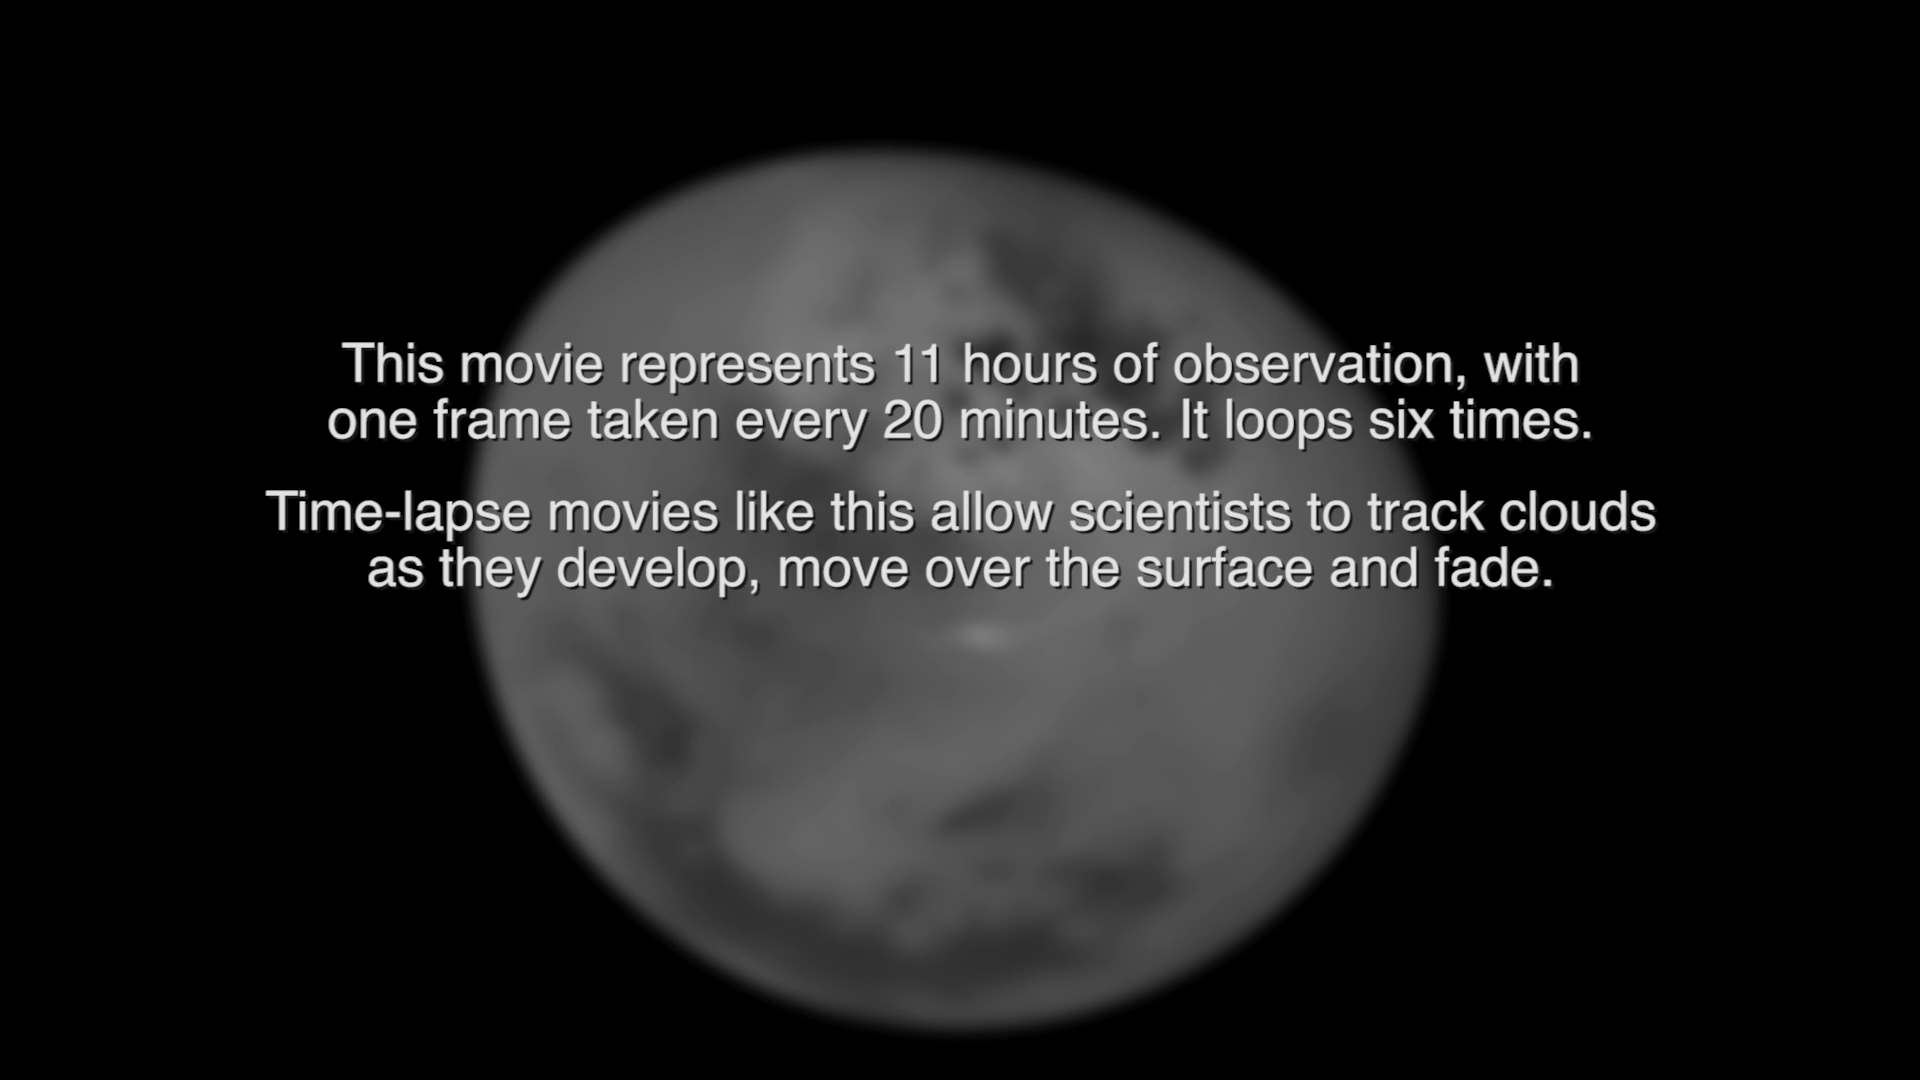 This movie represents 11 hours of observation, with
one frame taken every 20 minutes. It loops six times.
Time-lapse movies like this allow scientists to track clouds
as they develop, move over the surface and fade.